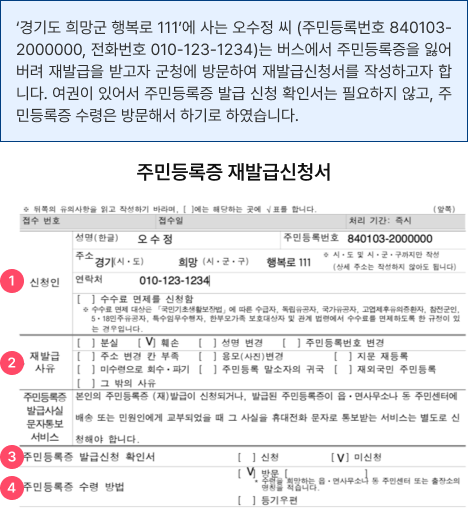 ‘경기도 희망군 행복로 111’에 사는 오수정 씨 (주민등록번호 840103-
2000000, 전화번호 010-123-1234)는 버스에서 주민등록증을 잃어
버려 재발급을 받고자 군청에 방문하여 재발급신청서를 작성하고자 합
니다. 여권이 있어서 주민등록증 발급 신청 확인서는 필요하지 않고, 주
민등록증 수령은 방문해서 하기로 하였습니다.
주민등록증 재발급신청서
※ 뒤쪽의 유의사항을 읽고 작성하기 바라며, [ ]에는 해당하는 곳에 √표를 합니다. (앞쪽)
접수 번호 접수일 처리 기간: 즉시
성명(한글) 오수정 주민등록번호 840103-2000000
주소 경기(시·도) 희망 (시·군·구) 행복로 111 ※ 시·도 및 시·군·구까지만 작성
(상세 주소는 작성하지 않아도 됩니다)
1 신청인 연락처 010-123-1234
[ ] 수수료 면제를 신청함
※ 수수료 면제 대상은 「국민기초생활보장법」에 따른 수급자, 독립유공자, 국가유공자, 고엽제후유의증환자, 참전군인,
5·18민주유공자, 특수임무수행자, 한부모가족 보호대상자 및 관계 법령에서 수수료를 면제하도록 한 규정이 있
는 경우입니다.
2 재발급 사유
[ ] 분실 [V] 훼손 [ ] 성명 변경 [ ] 주민등록번호 변경
[ ] 주소 변경 칸 부족 [ ] 용모(사진)변경 [ ] 지문 재등록
[ ] 미수령으로 회수·파기 [ ] 주민등록 말소자의 귀국 [ ] 재외국민 주민등록
[ ] 그 밖의 사유
주민등록증 발급사실 문자통보 서비스
본인의 주민등록증 (재)발급이 신청되거나, 발급된 주민등록증이 읍·면사무소나 동 주민센터에
배송 또는 민원인에게 교부되었을 때 그 사실을 휴대전화 문자로 통보받는 서비스를 별도로 신
청해야 합니다.
3 주민등록증 발급신청 확인서 [ ] 신청 [V] 미신청
4 주민등록증 수령 방법 [V] 방문 [ ]
* 수령을 희망하는 읍·면사무소나 동 주민센터 또는 출장소의
명칭을 적습니다.
[ ] 등기우편